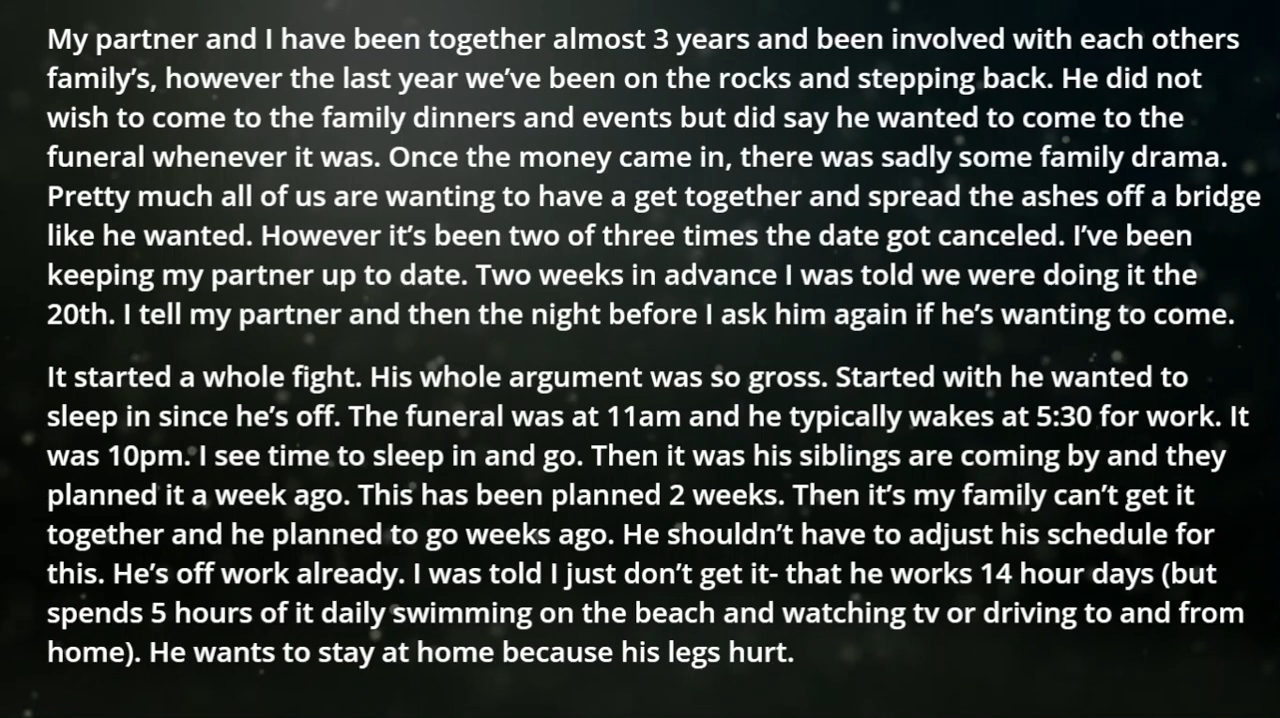 My partner and I have been together almost 3 years and been involved with each others
family’s, however the last year we’ve been on the rocks and stepping back. He did not
wish to come to the family dinners and events but did say he wanted to come to the
funeral whenever it was. Once the money came in, there was sadly some family drama.
Pretty much all of us are wanting to have a get together and spread the ashes off a bridge
like he wanted. However it’s been two of three times the date got canceled. I’ve been
keeping my partner up to date. Two weeks in advance I was told we were doing it the
20th. I tell my partner and then the night before I ask him again if he’s wanting to come.
It started a whole fight. His whole argument was so gross. Started with he wanted to
sleep in since he’s off. The funeral was at 11am and he typically wakes at 5:30 for work. It
was 10pm. I see time to sleep in and go. Then it was his siblings are coming by and they
planned it a week ago. This has been planned 2 weeks. Then it’s my family can’t get it
together and he planned to go weeks ago. He shouldn’t have to adjust his schedule for
this. He’s off work already. I was told I just don’t get it- that he works 14 hour days (but
spends 5 hours of it daily swimming on the beach and watching tv or driving to and from
home). He wants to stay at home because his legs hurt.